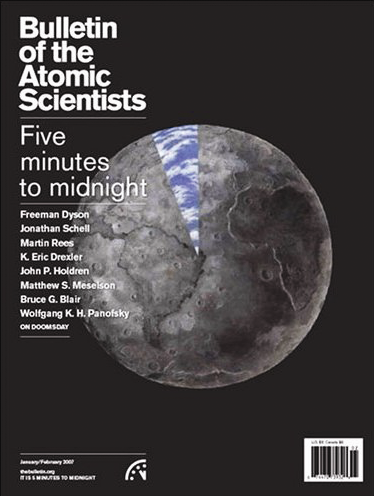 Bulletin
of the
Atomic
Scientists
Five
minutes
to midnight
Freeman Dyson
Jonathan Schell
Martin Rees
K. Eric Drexler
John P. Holdren
Matthew S. Meselson
Bruce G. Blair
Wolfgang K. H. Panofsky
ON DOOMSDAY
January/February 2007
thebulletin.org
IT IS 5 MINUTES TO MIDNIGHT